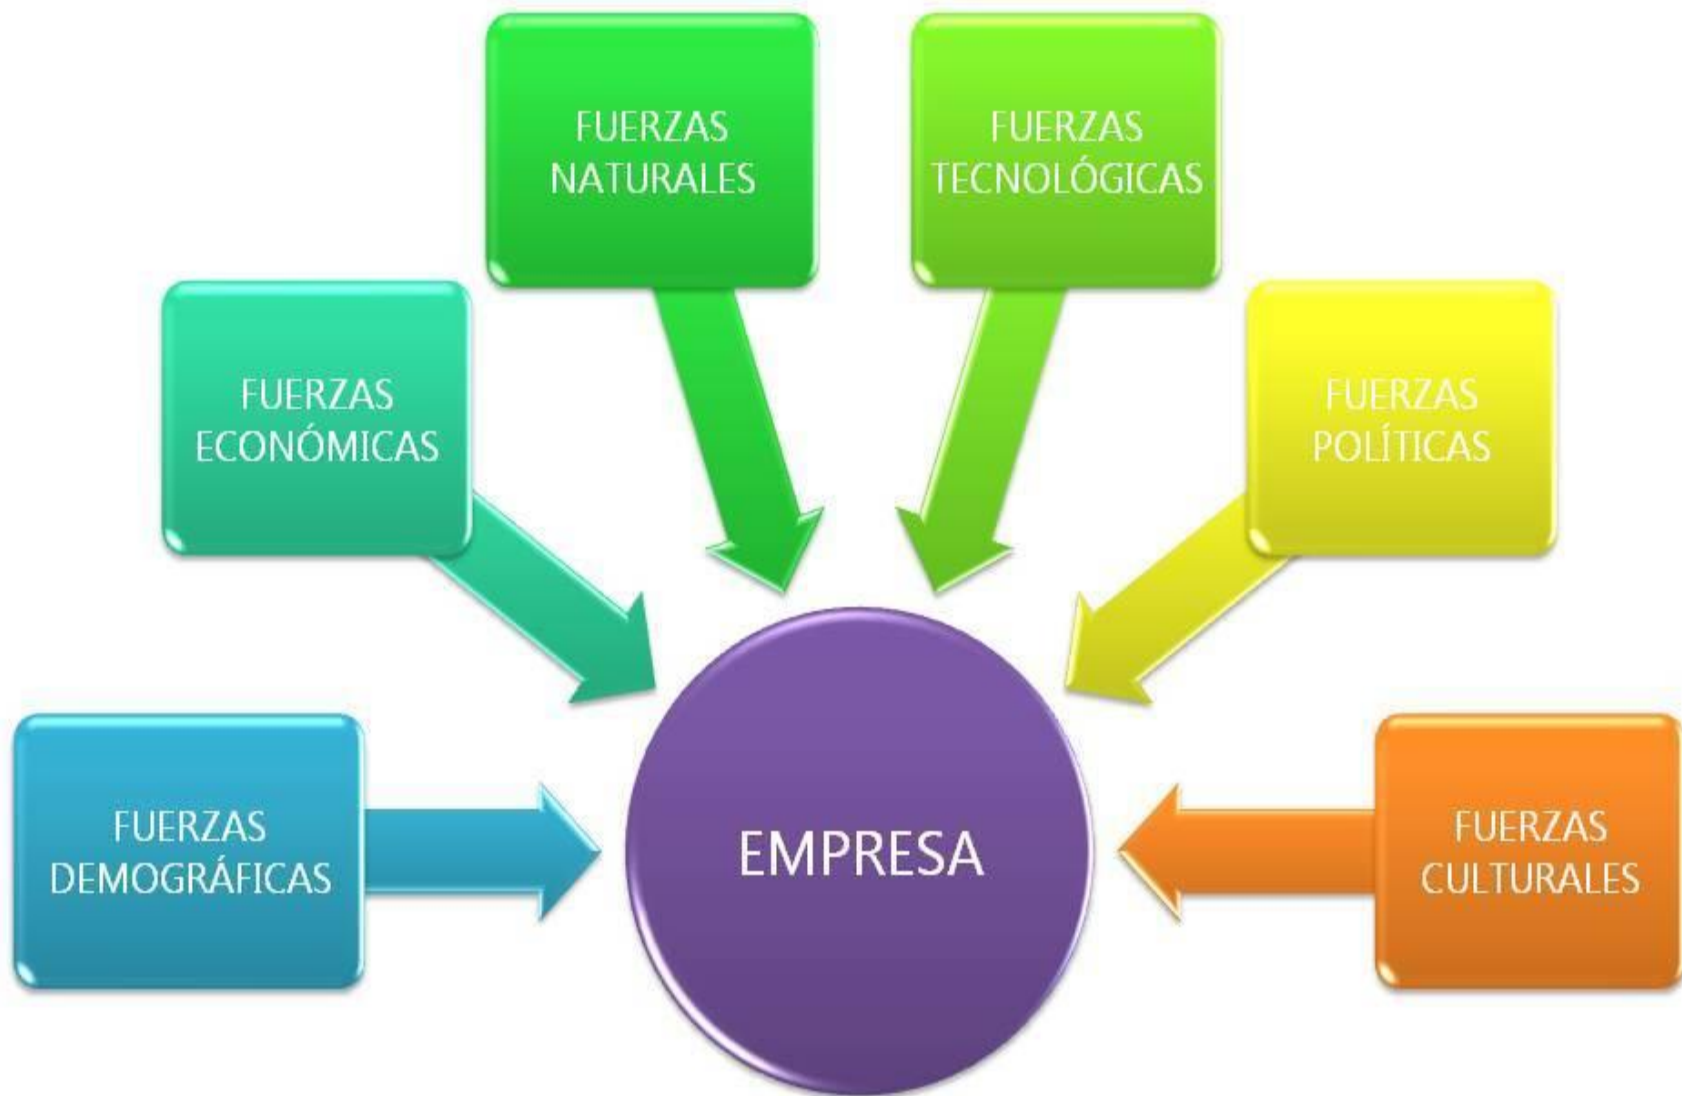 FUERZAS
NATURALES
FUERZAS
TECNOLÓGICAS
FUERZAS
ECONÓMICAS
FUERZAS
POLÍTICAS
FUERZAS
DEMOGRÁFICAS
EMPRESA
FUERZAS
CULTURALES